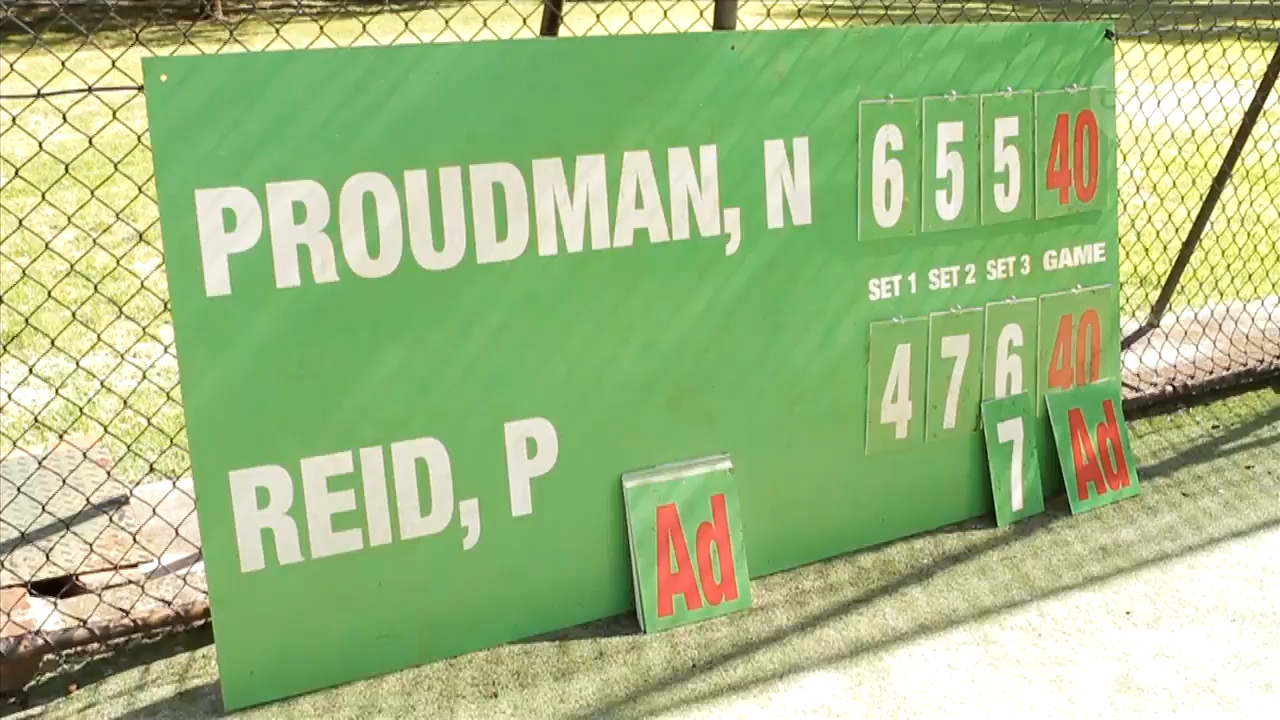 PROUDMAN, N 6 5 5 40
SET 1 SET 2 SET 3 GAME
REID, P 4 7 6 40
Ad 7 Ad